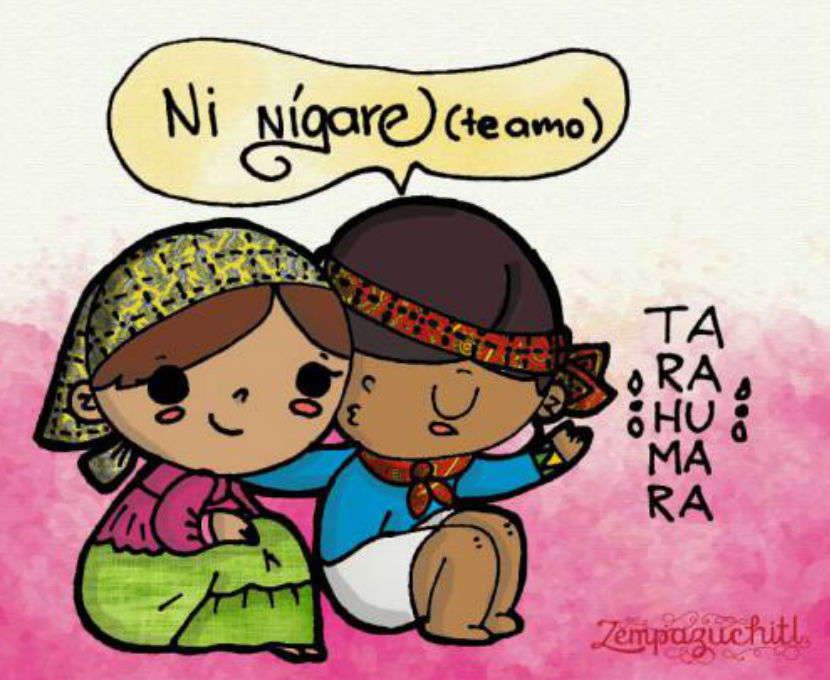 Ni nígare (te amo)
TA
RA
HU
MA
RA
Zempazuchitl